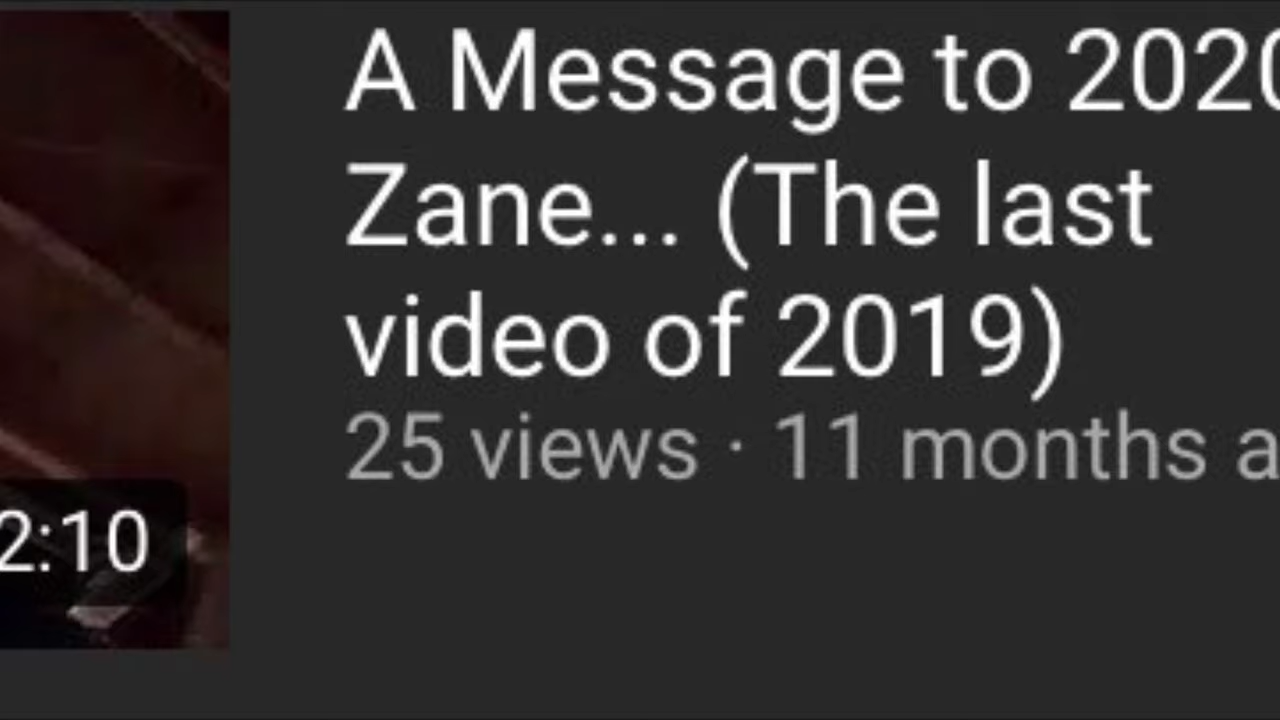 A Message to 2020
Zane... (The last
video of 2019)
25 views · 11 months a
2:10